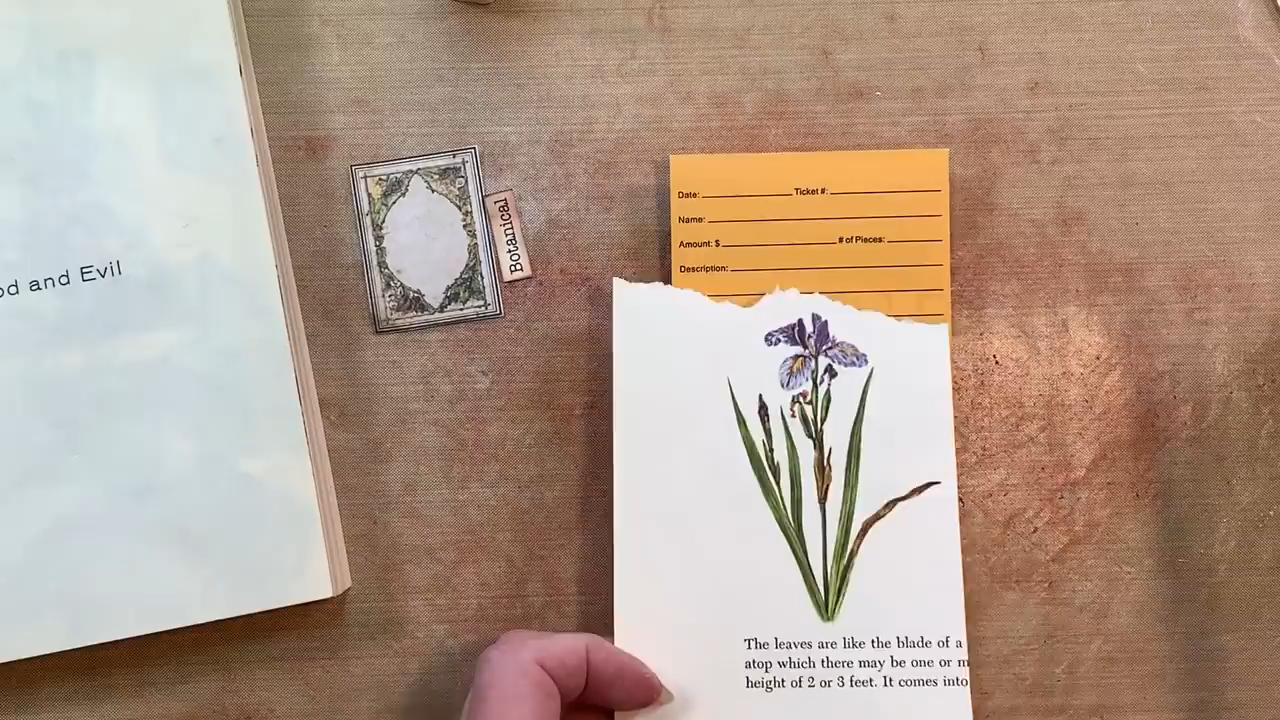 od and Evil
Botanical
Date: Ticket #:
Name:
Amount: $ # of Pieces:
Description:
The leaves are like the blade of a
atop which there may be one or m
height of 2 or 3 feet. It comes into